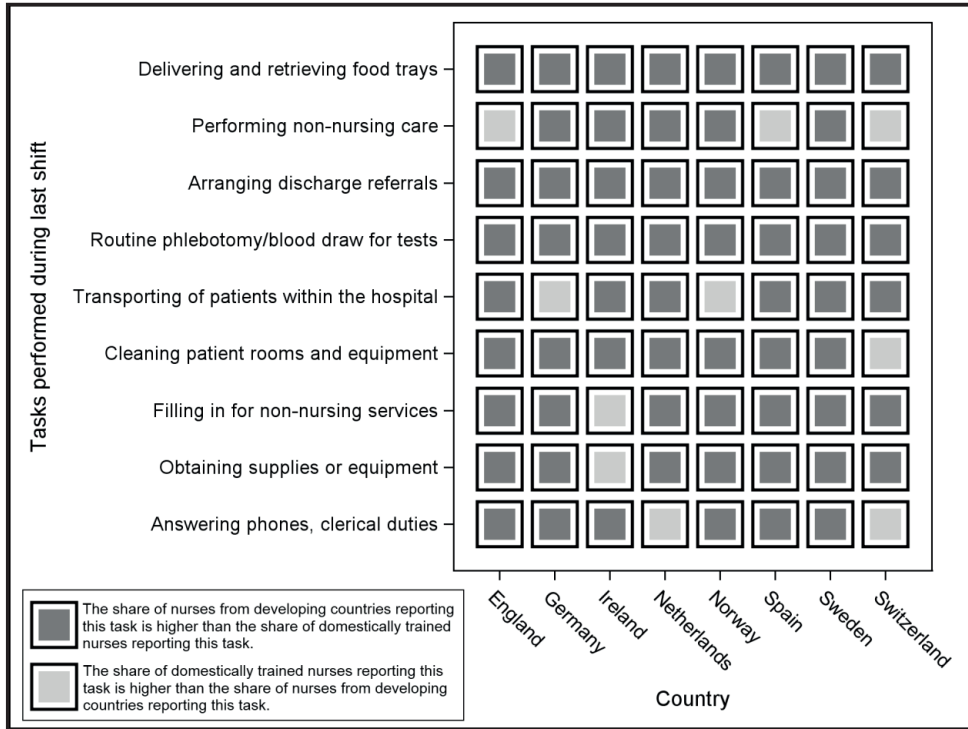 Tasks performed during last shift
Delivering and retrieving food trays
Performing non-nursing care
Arranging discharge referrals
Routine phlebotomy/blood draw for tests
Transporting of patients within the hospital
Cleaning patient rooms and equipment
Filling in for non-nursing services
Obtaining supplies or equipment
Answering phones, clerical duties
England
Germany
Ireland
Netherlands
Norway
Spain
Sweden
Switzerland
Country
The share of nurses from developing countries reporting
this task is higher than the share of domestically trained
nurses reporting this task.
The share of domestically trained nurses reporting this
task is higher than the share of nurses from developing
countries reporting this task.